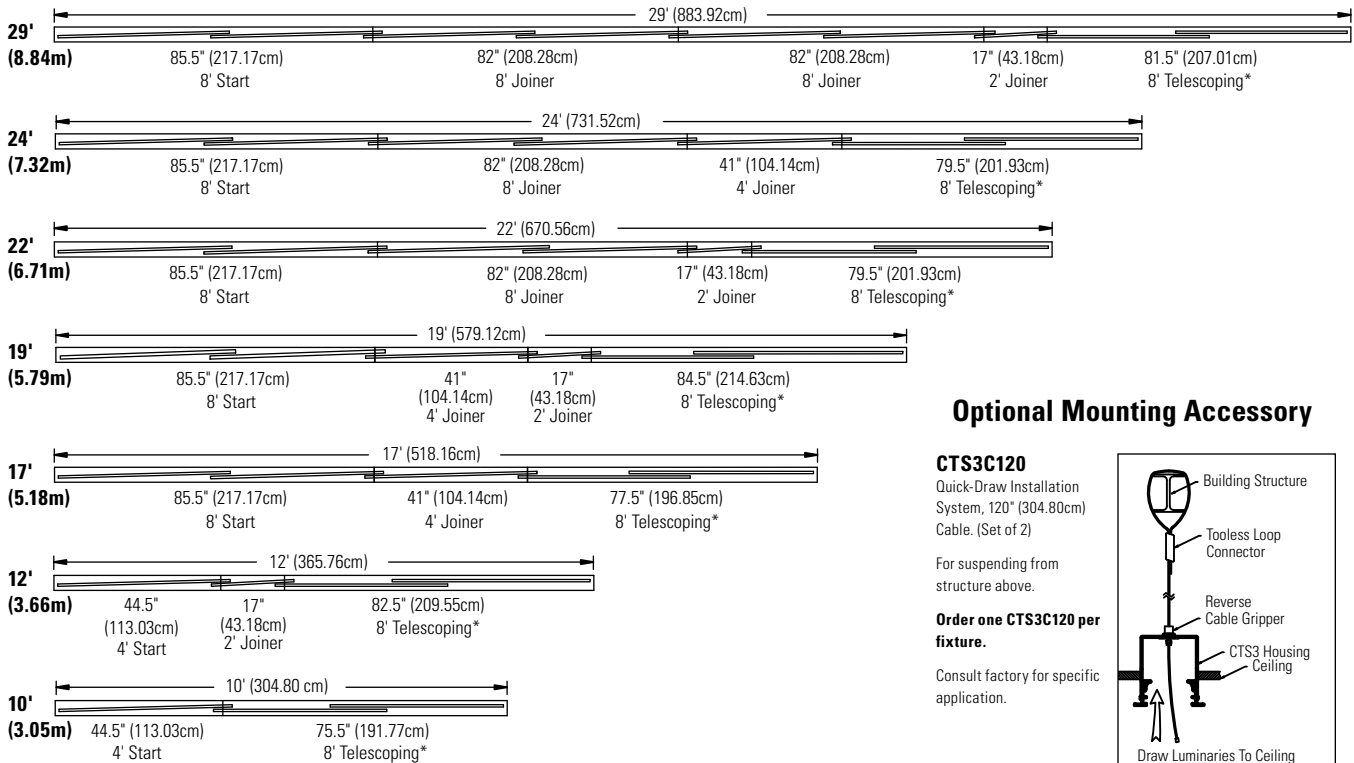 29' (883.92cm)
29'
(8.84m)
85.5" (217.17cm)
8' Start
82" (208.28cm)
8' Joiner
82" (208.28cm)
8' Joiner
17" (43.18cm)
2' Joiner
81.5" (207.01cm)
8' Telescoping*
24' (731.52cm)
24'
(7.32m)
85.5" (217.17cm)
8' Start
82" (208.28cm)
8' Joiner
41" (104.14cm)
4' Joiner
79.5" (201.93cm)
8' Telescoping*
22' (670.56cm)
22'
(6.71m)
85.5" (217.17cm)
8' Start
82" (208.28cm)
8' Joiner
17" (43.18cm)
2' Joiner
79.5" (201.93cm)
8' Telescoping*
19' (579.12cm)
19'
(5.79m)
85.5" (217.17cm)
8' Start
41"
(104.14cm)
4' Joiner
17"
(43.18cm)
2' Joiner
84.5" (214.63cm)
8' Telescoping*
17' (518.16cm)
17'
(5.18m)
85.5" (217.17cm)
8' Start
41" (104.14cm)
4' Joiner
77.5" (196.85cm)
8' Telescoping*
12' (365.76cm)
12'
(3.66m)
44.5"
(113.03cm)
4' Start
17"
(43.18cm)
2' Joiner
82.5" (209.55cm)
8' Telescoping*
10' (304.80 cm)
10'
(3.05m)
44.5" (113.03cm)
4' Start
75.5" (191.77cm)
8' Telescoping*
Optional Mounting Accessory
CTS3C120
Quick-Draw Installation
System, 120" (304.80cm)
Cable. (Set of 2)
For suspending from
structure above.
Order one CTS3C120 per
fixture.
Consult factory for specific
application.
Building Structure
Tooless Loop
Connector
Reverse
Cable Gripper
CTS3 Housing
Ceiling
Draw Luminaries To Ceiling